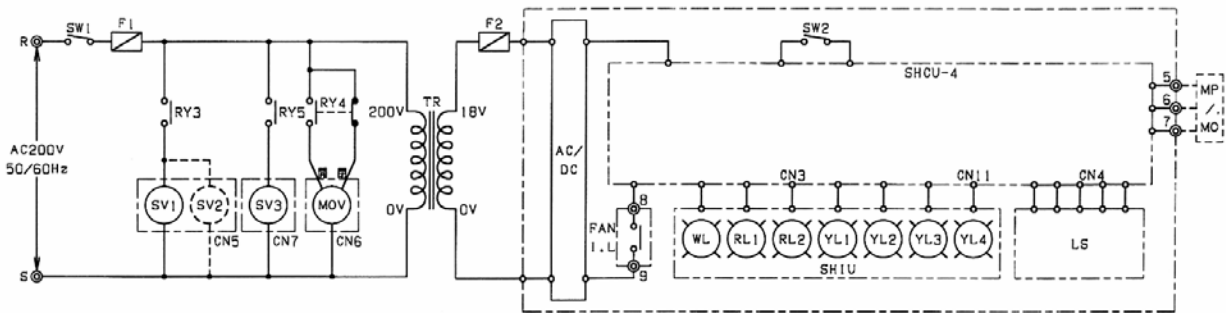 SW1
F1
F2
R
SW2
SHCU-4
5
6
7
MP
/.
MO
RY3
RY5
RY4
200V
TR
18V
AC200V
50/60Hz
AC/
DC
SV1
SV2
SV3
MOV
CN5
CN7
CN6
0V
0V
CN3
CN11
CN4
8
FAN
I.L
9
WL
RL1
RL2
YL1
YL2
YL3
YL4
SHIU
LS
S